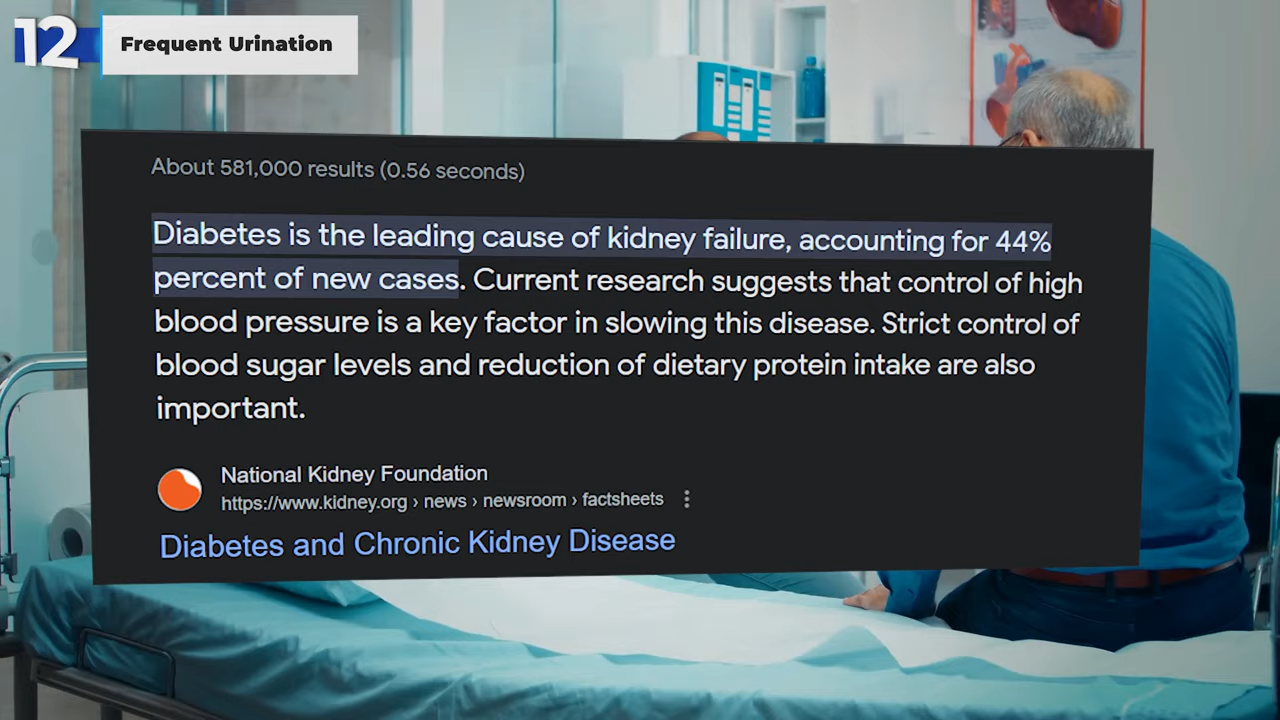 12
Frequent Urination
About 581,000 results (0.56 seconds)
Diabetes is the leading cause of kidney failure, accounting for 44%
percent of new cases. Current research suggests that control of high
blood pressure is a key factor in slowing this disease. Strict control of
blood sugar levels and reduction of dietary protein intake are also
important.
National Kidney Foundation
https://www.kidney.org › news › newsroom › factsheets
Diabetes and Chronic Kidney Disease